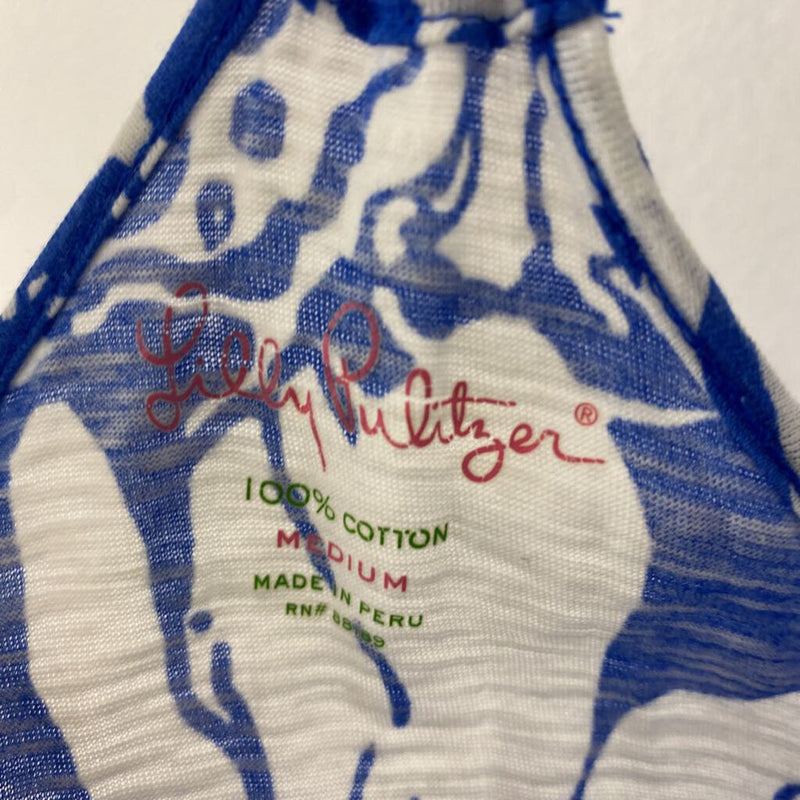 Lilly Pulitzer®
100% COTTON
MEDIUM
MADE IN PERU
RN#